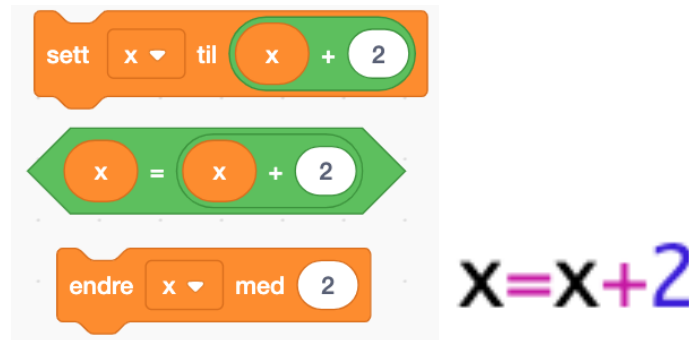 sett x til x + 2
x = x + 2
endre x med 2
x=x+2